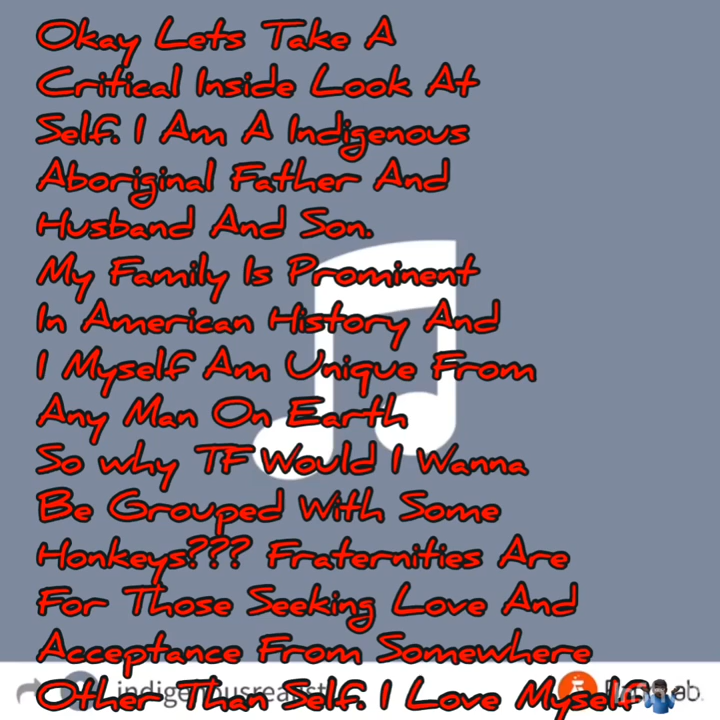 Okay Lets Take A
Critical Inside Look At
Self. I Am A Indigenous
Aboriginal Father And
Husband And Son.
My Family Is Prominent
In American History And
I Myself Am Unique From
Any Man On Earth
So why TF Would I Wanna
Be Grouped With Some
Honkeys??? Fraternities Are
For Those Seeking Love And
Acceptance From Somewhere
Other Than Self. I Love Myself 🤷🏿‍♂️